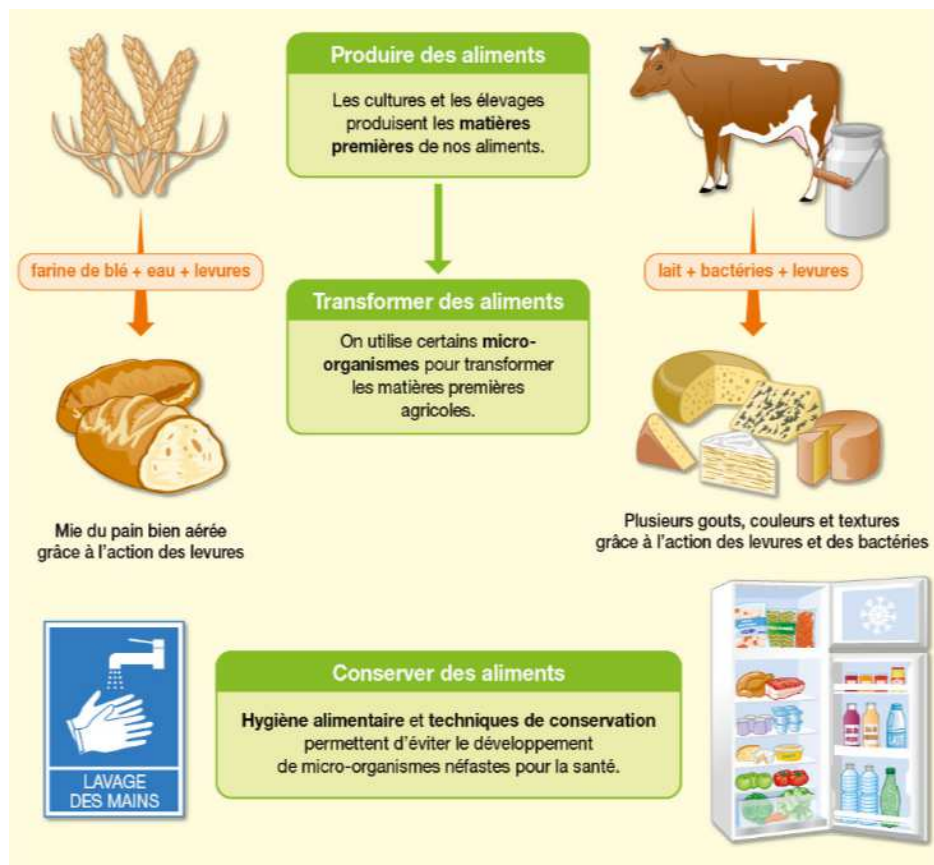 Produire des aliments
Les cultures et les élevages
produisent les matières
premières de nos aliments.
farine de blé + eau + levures
lait + bactéries + levures
Transformer des aliments
On utilise certains micro-
organismes pour transformer
les matières premières
agricoles.
Mie du pain bien aérée
grâce à l'action des levures
Plusieurs gouts, couleurs et textures
grâce à l'action des levures et des bactéries
Conserver des aliments
Hygiène alimentaire et techniques de conservation
permettent d'éviter le développement
de micro-organismes néfastes pour la santé.
LAVAGE
DES MAINS